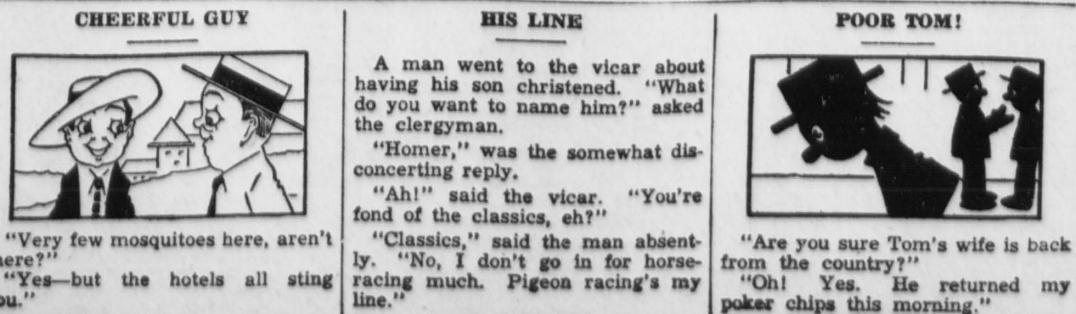 CHEERFUL GUY
"Very few mosquitoes here, aren't
here?"
"Yes—but the hotels all sting
ou."
HIS LINE
A man went to the vicar about
having his son christened. "What
do you want to name him?" asked
the clergyman.
"Homer," was the somewhat dis-
concerting reply.
"Ah!" said the vicar. "You're
fond of the classics, eh?"
"Classics," said the man absent-
ly. "No, I don't go in for horse-
racing much. Pigeon racing's my
line."
POOR TOM!
"Are you sure Tom's wife is back
from the country?"
"Oh! Yes. He returned my
poker chips this morning."